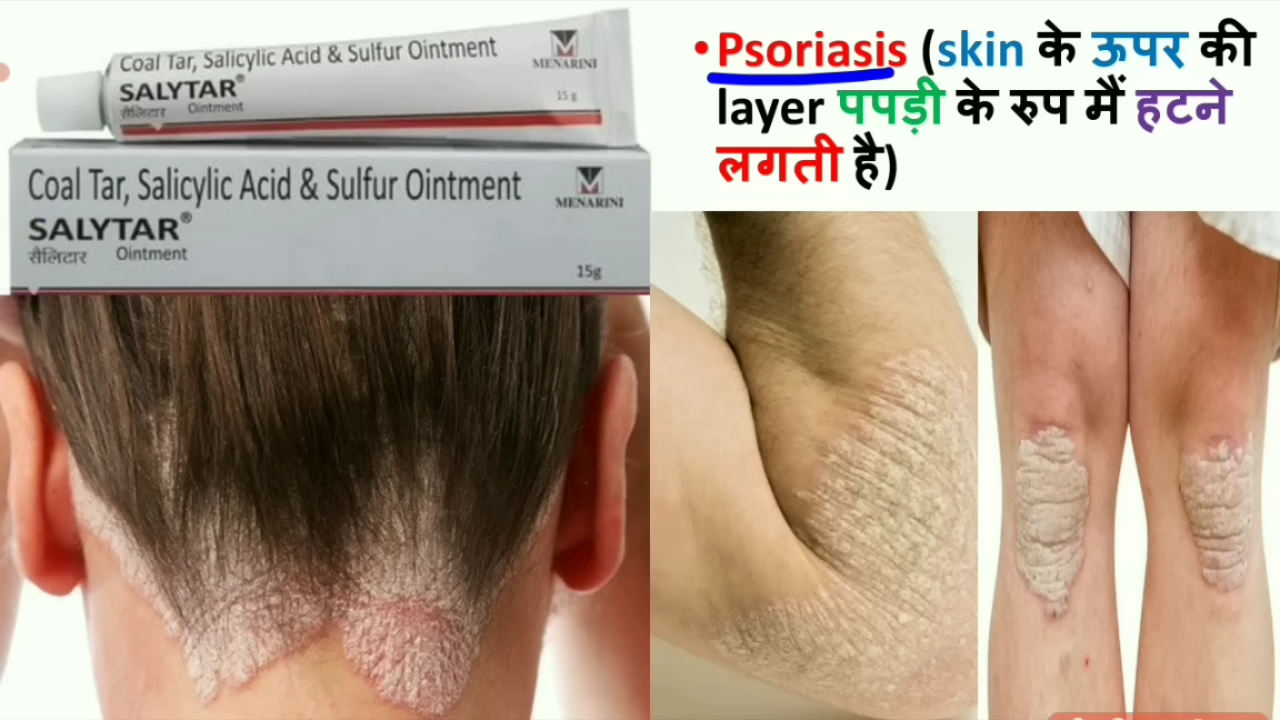 Coal Tar, Salicylic Acid & Sulfur Ointment
SALYTAR®
सैलिटार Ointment
MENARINI
15 g
Coal Tar, Salicylic Acid & Sulfur Ointment
SALYTAR®
सैलिटार Ointment
MENARINI
15g
•Psoriasis (skin के ऊपर की
layer पपड़ी के रुप मैं हटने
लगती है)